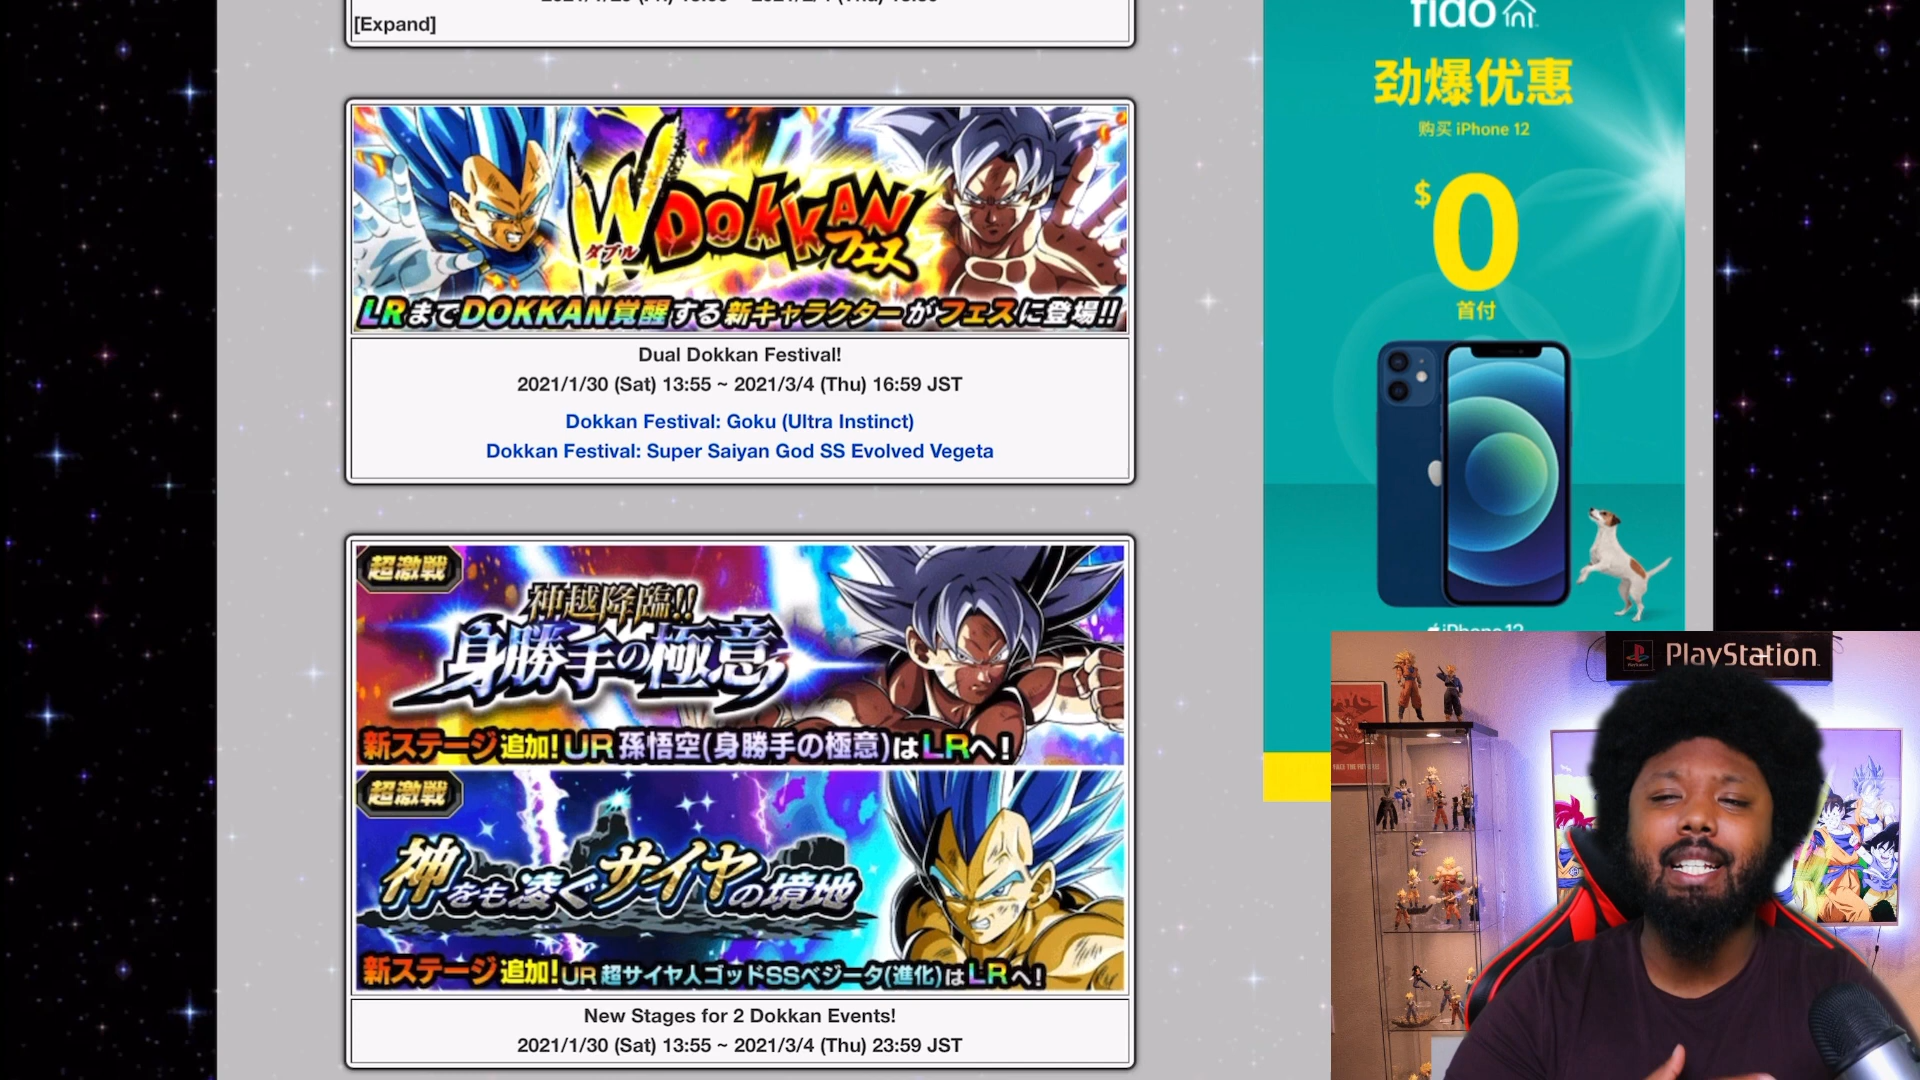 [Expand]
W DOKKAN
ダブル
フェス
LRまでDOKKAN覚醒する新キャラクターがフェスに登場!!
Dual Dokkan Festival!
2021/1/30 (Sat) 13:55 ~ 2021/3/4 (Thu) 16:59 JST
Dokkan Festival: Goku (Ultra Instinct)
Dokkan Festival: Super Saiyan God SS Evolved Vegeta
超激戦
神越降臨!!
身勝手の極意
新ステージ追加!UR孫悟空(身勝手の極意)はLRへ!
超激戦
神をも凌ぐサイヤの境地
新ステージ追加!UR超サイヤ人ゴッドSSベジータ(進化)はLRへ!
New Stages for 2 Dokkan Events!
2021/1/30 (Sat) 13:55 ~ 2021/3/4 (Thu) 23:59 JST
fido
劲爆优惠
购买 iPhone 12
$0
首付
iPhone 12
PlayStation